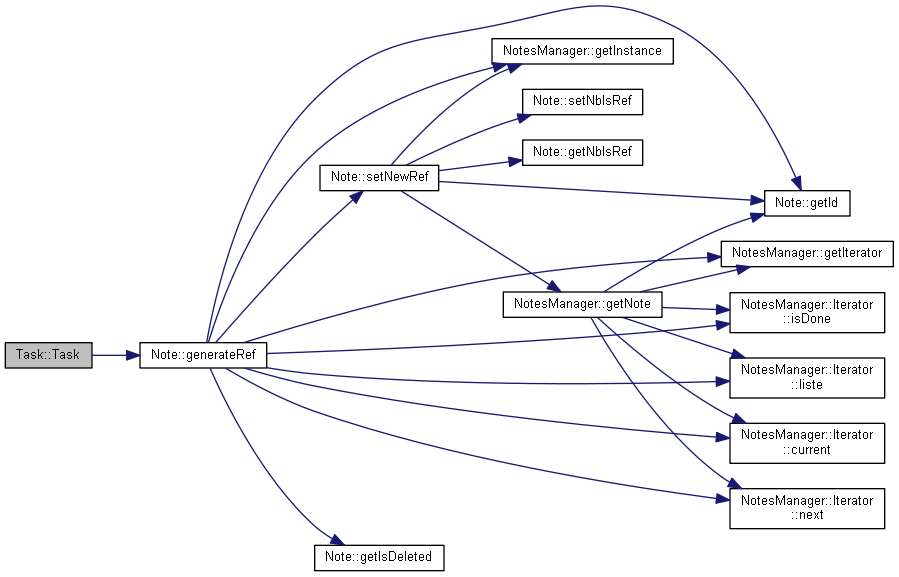 NotesManager::getInstance
Note::setNbIsRef
Note::getNbIsRef
Note::setNewRef
Note::getId
NotesManager::getIterator
NotesManager::getNote
NotesManager::Iterator
::isDone
Task::Task
Note::generateRef
NotesManager::Iterator
::liste
NotesManager::Iterator
::current
NotesManager::Iterator
::next
Note::getIsDeleted